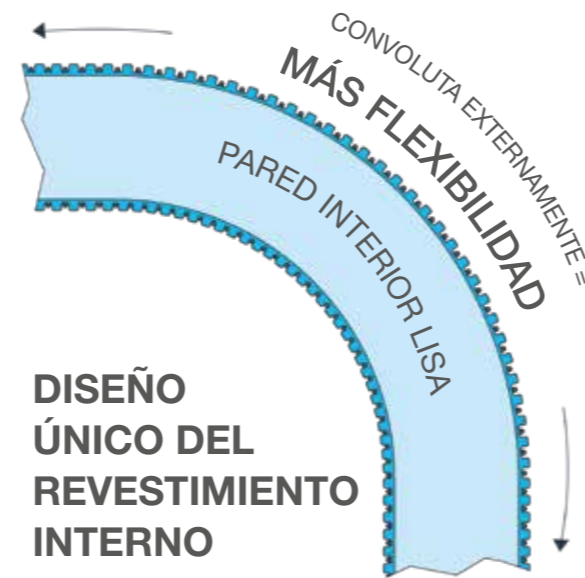 CONVOLUTA EXTERNAMENTE =
MÁS FLEXIBILIDAD
PARED INTERIOR LISA
DISEÑO
ÚNICO DEL
REVESTIMIENTO
INTERNO